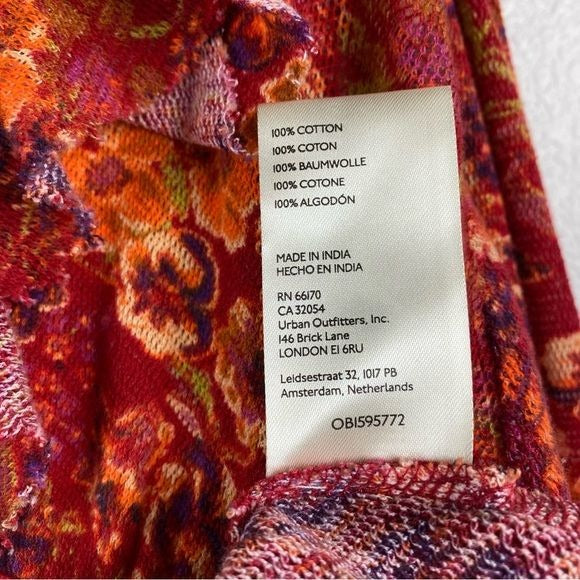 100% COTTON
100% COTON
100% BAUMWOLLE
100% COTONE
100% ALGODÓN
MADE IN INDIA
HECHO EN INDIA
RN 66170
CA 32054
Urban Outfitters, Inc.
146 Brick Lane
LONDON E1 6RU
Leidsestraat 32, 1017 PB
Amsterdam, Netherlands
OB1595772